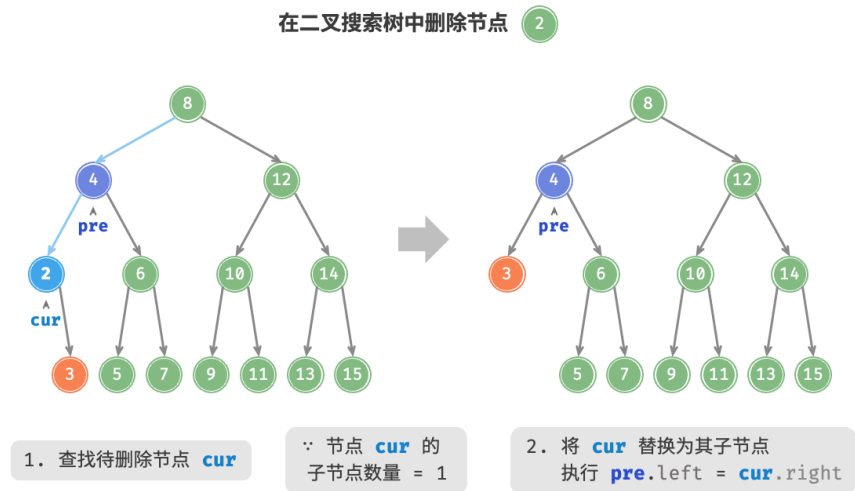 在二叉搜索树中删除节点 2
8 8
4 12 4 12
pre pre
2 6 10 14 3 6 10 14
cur
3 5 7 9 11 13 15 5 7 9 11 13 15
1. 查找待删除节点 cur
∵ 节点 cur 的
子节点数量 = 1
2. 将 cur 替换为其子节点
执行 pre.left = cur.right